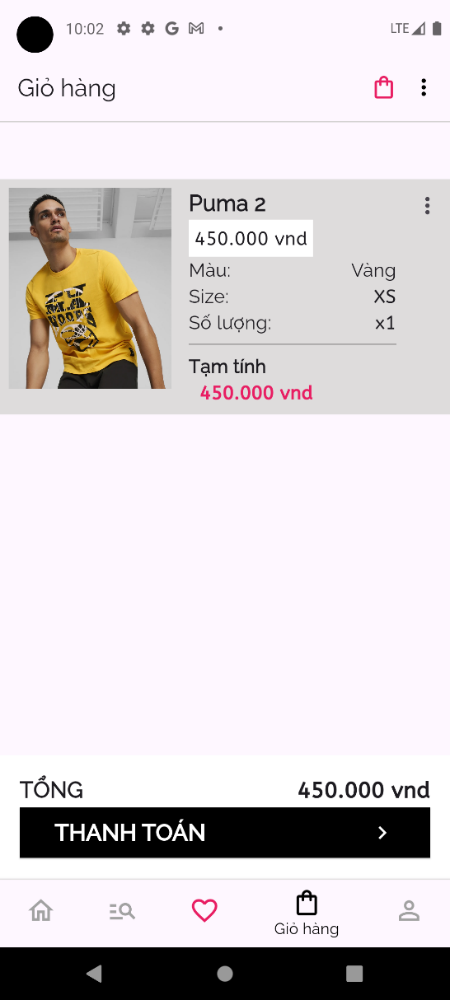 10:02
LTE
Giỏ hàng
Puma 2
450.000 vnd
Màu: Vàng
Size: XS
Số lượng: x1
Tạm tính
450.000 vnd
TỔNG 450.000 vnd
THANH TOÁN
Giỏ hàng